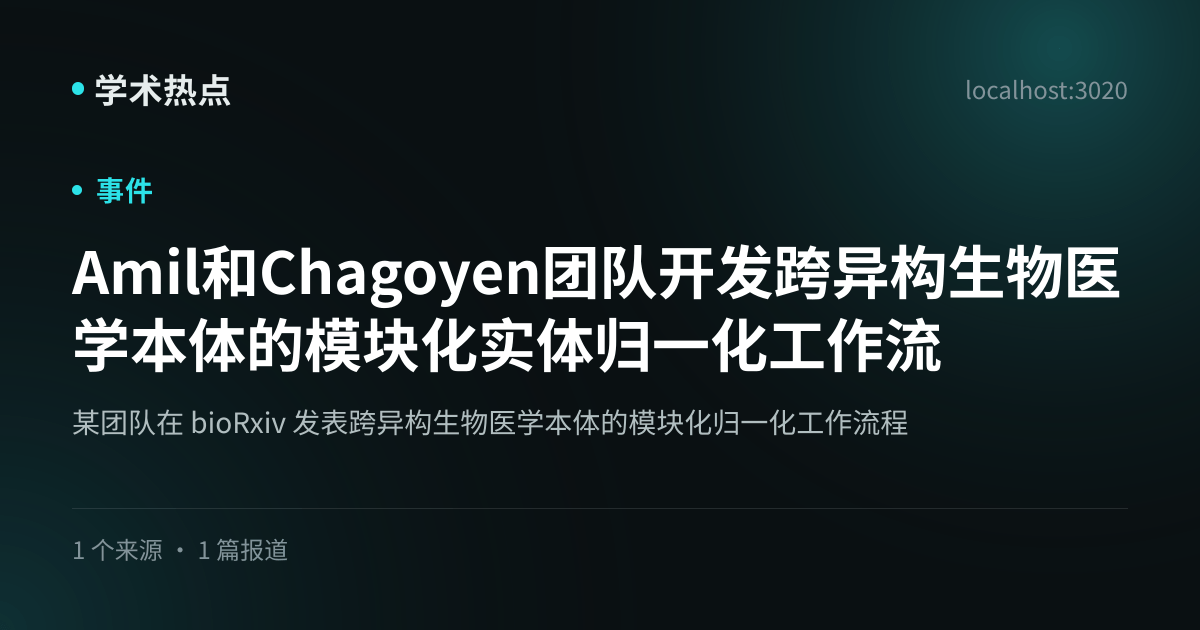 学术热点
localhost:3020
事件
Amil和Chagoyen团队开发跨异构生物医
学本体的模块化实体归一化工作流
某团队在 bioRxiv 发表跨异构生物医学本体的模块化归一化工作流程
1 个来源 · 1 篇报道